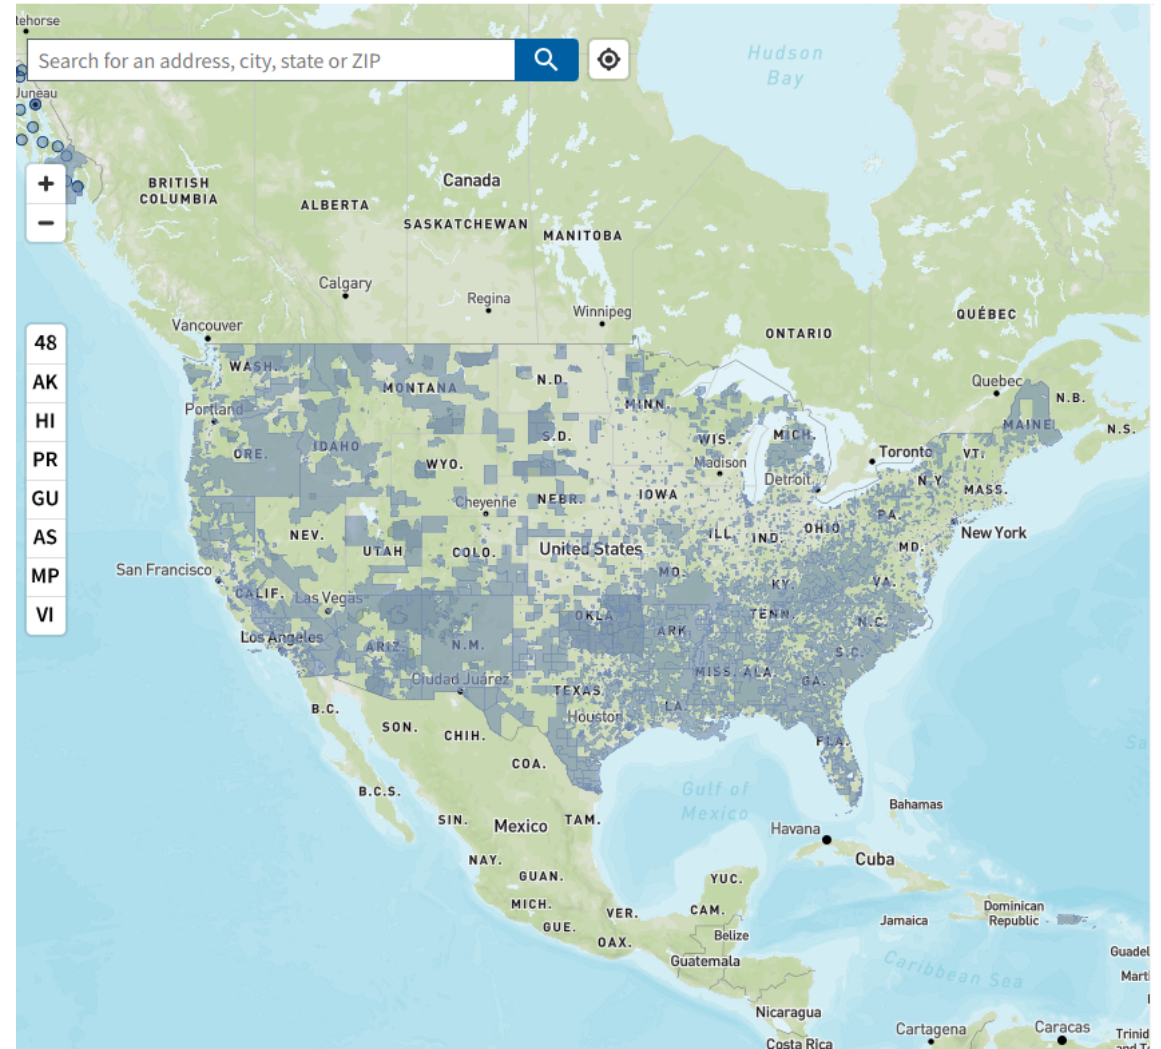 tehorse
Search for an address, city, state or ZIP
Hudson
Bay
Juneau
+
−
BRITISH
COLUMBIA
Canada
ALBERTA
SASKATCHEWAN
MANITOBA
Calgary
Regina
Winnipeg
Vancouver
ONTARIO
QUÉBEC
48
AK
HI
PR
GU
AS
MP
VI
WASH.
MONTANA
N.D.
Quebec
N.B.
MAINE
N.S.
Portland
MINN.
ORE.
IDAHO
S.D.
WIS.
MICH.
Toronto
VT.
WYO.
Madison
Detroit
N.Y.
MASS.
Cheyenne
NEBR.
IOWA
PA.
New York
NEV.
UTAH
COLO.
United States
ILL.
IND.
OHIO
MD.
San Francisco
CALIF.
Las Vegas
MO.
KY.
VA.
Los Angeles
ARIZ.
N.M.
OKLA.
ARK.
TENN.
N.C.
S.C.
Ciudad Juárez
TEXAS
MISS.
ALA.
GA.
B.C.
Houston
LA.
SON.
CHIH.
FLA.
COA.
B.C.S.
Gulf of
Mexico
Sa
Bahamas
SIN.
Mexico
TAM.
Havana
Cuba
NAY.
GUAN.
YUC.
MICH.
VER.
CAM.
Jamaica
Dominican
Republic
GUE.
OAX.
Belize
Guatemala
Caribbean Sea
Guadel
Mart
Nicaragua
Cartagena
Caracas
Costa Rica
Trinid
and T